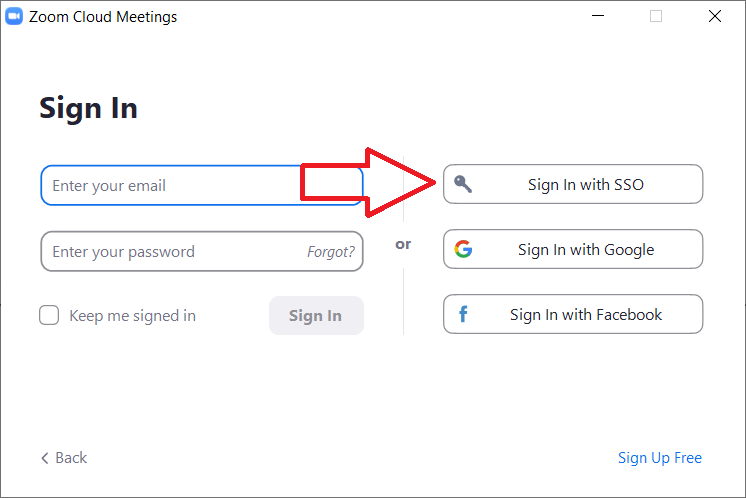 Zoom Cloud Meetings
Sign In
Enter your email
Enter your password
Forgot?
Keep me signed in
Sign In
or
Sign In with SSO
Sign In with Google
Sign In with Facebook
Back
Sign Up Free